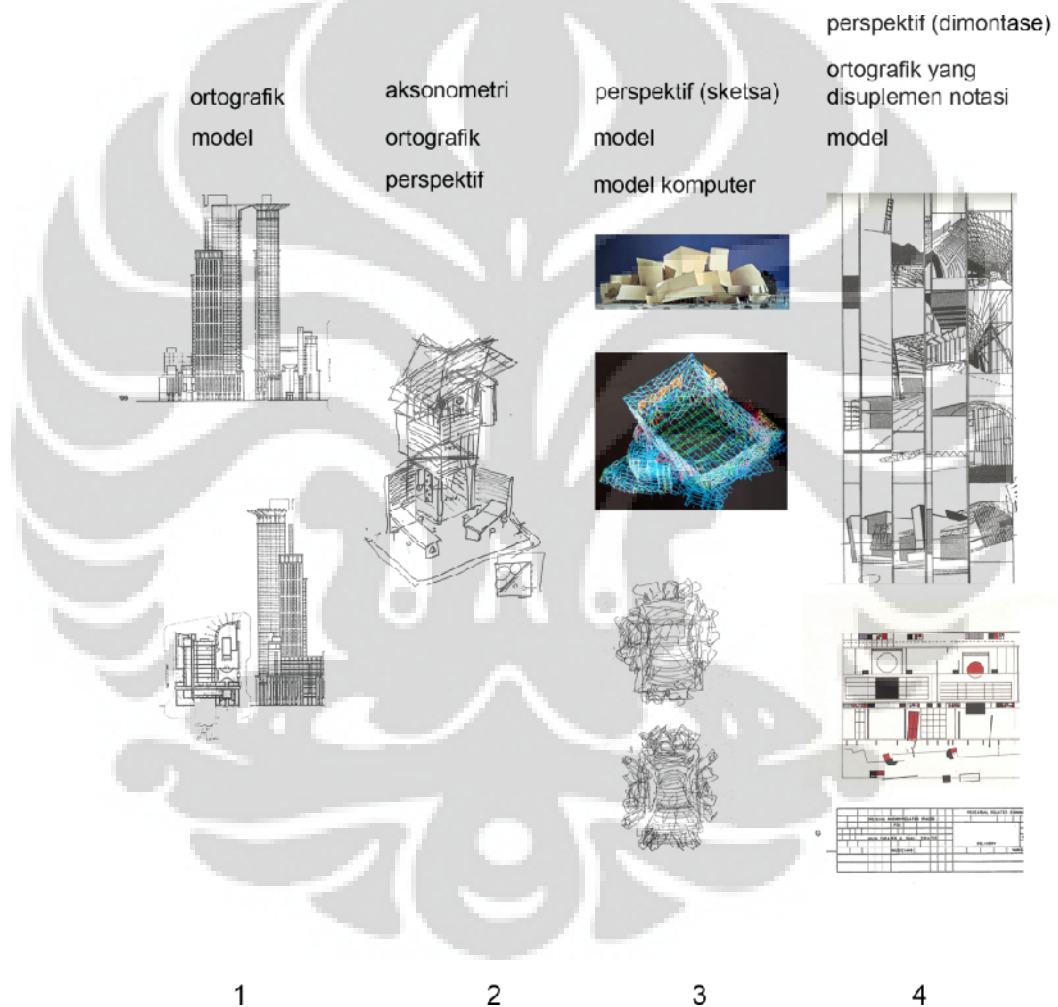 ortografik
model
aksonometri
ortografik
perspektif
perspektif (sketsa)
model
model komputer
perspektif (dimontase)
ortografik yang
disuplemen notasi
model
DELIVERY
1
2
3
4